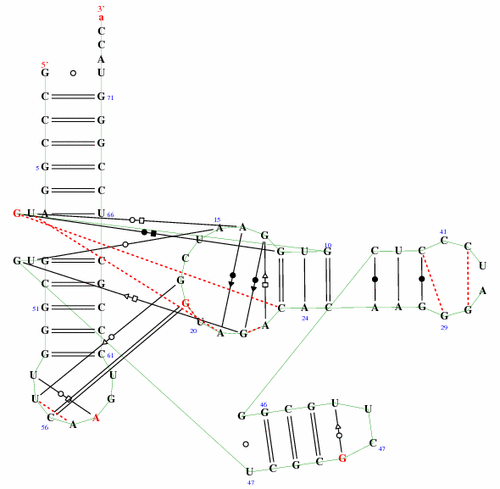 3'
a
C
C
A
5'
G U
C G 71
C G
C G
5 G C
G C
G U A U 66
15
U A A G
41
G U G 10
C U G C C
G U G C
C
U
G C
G
A
51 G C
G
C A C 24
A A G G G
29
G C
20 U A G A
G C 61
U U
U G
C A A
56
46
G G C G U U
C 47
U C G C G
47